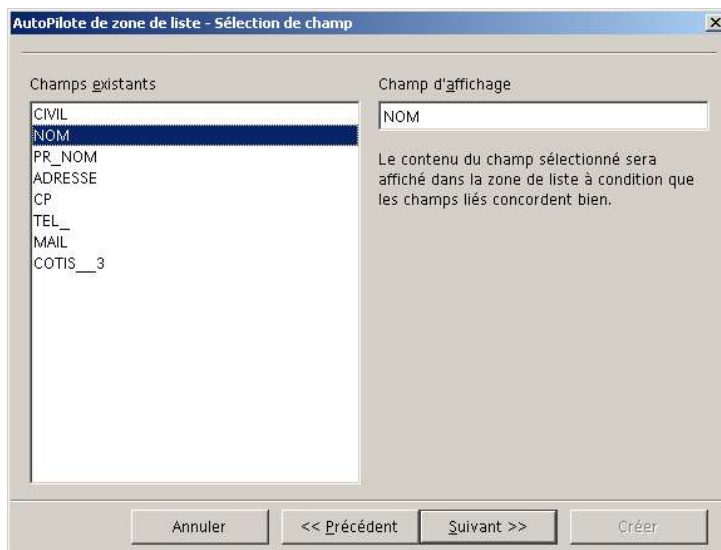 AutoPilote de zone de liste - Sélection de champ
Champs existants
CIVIL
NOM
PR_NOM
ADRESSE
CP
TEL_
MAIL
COTIS__3
Champ d'affichage
NOM
Le contenu du champ sélectionné sera
affiché dans la zone de liste à condition que
les champs liés concordent bien.
Annuler
<< Précédent
Suivant >>
Créer